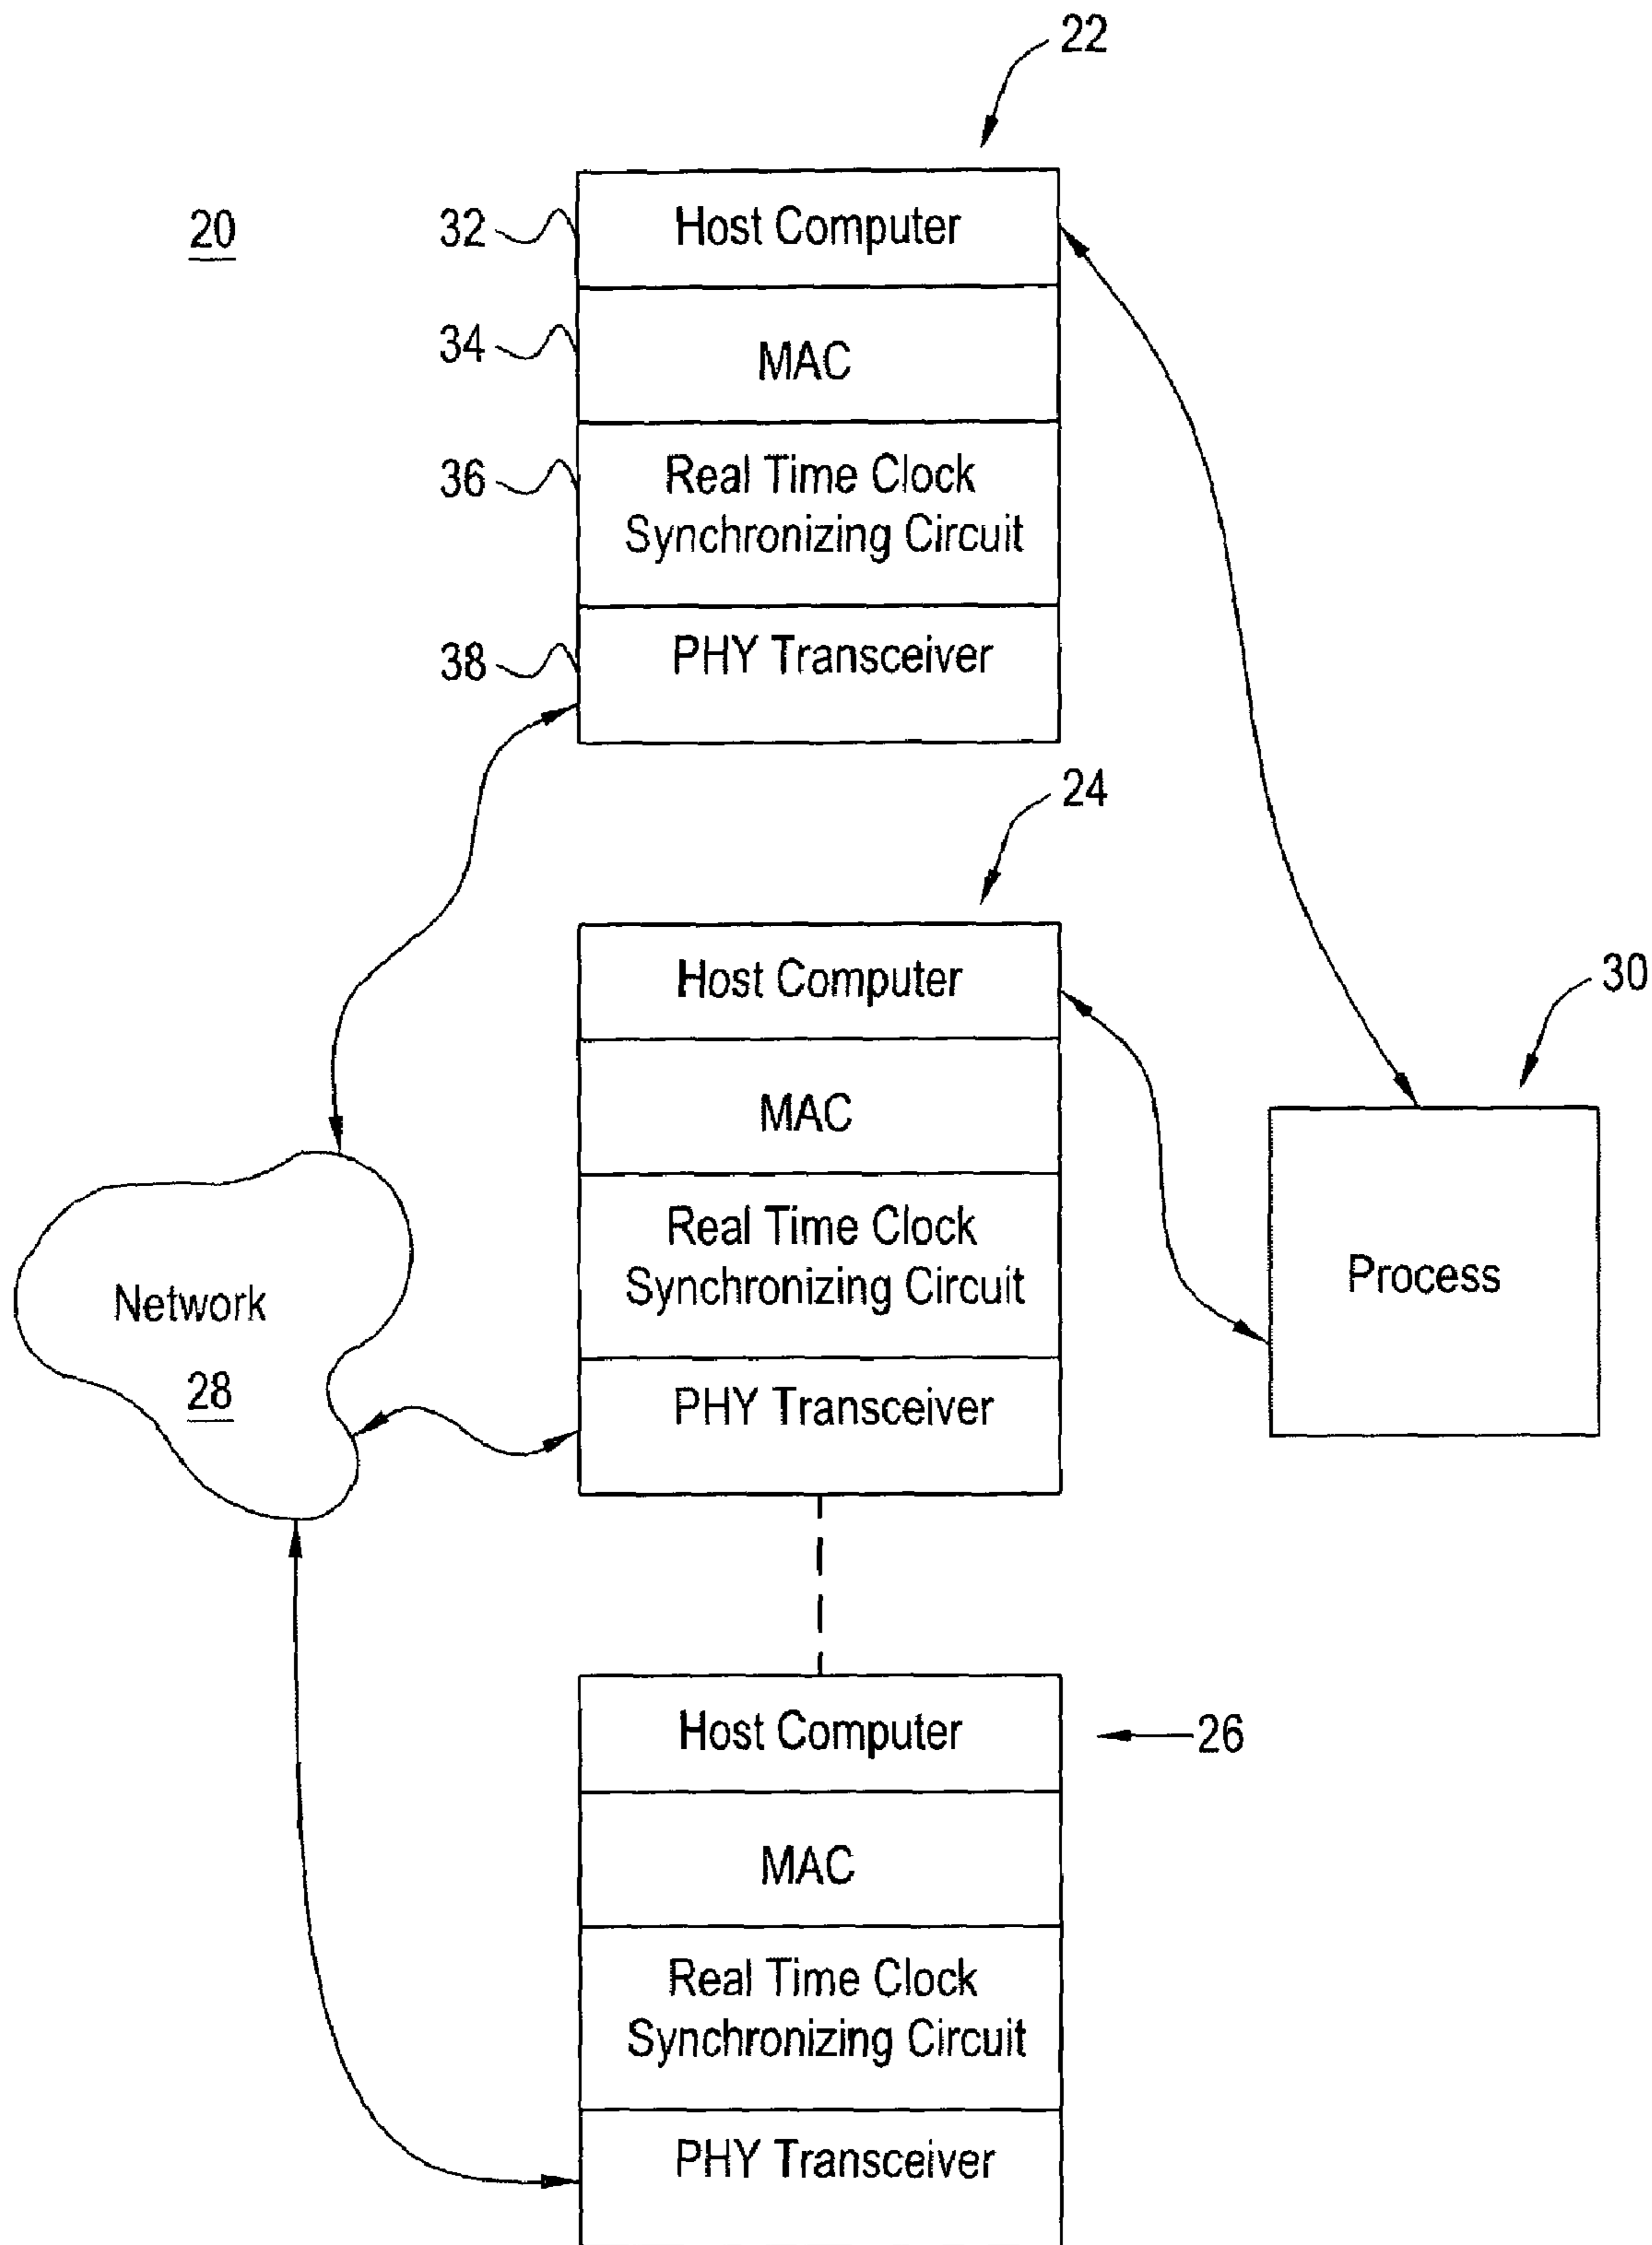 22
20
32
Host Computer
34
MAC
36
Real Time Clock
Synchronizing Circuit
38
PHY Transceiver
24
Host Computer
30
MAC
Real Time Clock
Synchronizing Circuit
Process
Network
28
PHY Transceiver
Host Computer
26
MAC
Real Time Clock
Synchronizing Circuit
PHY Transceiver